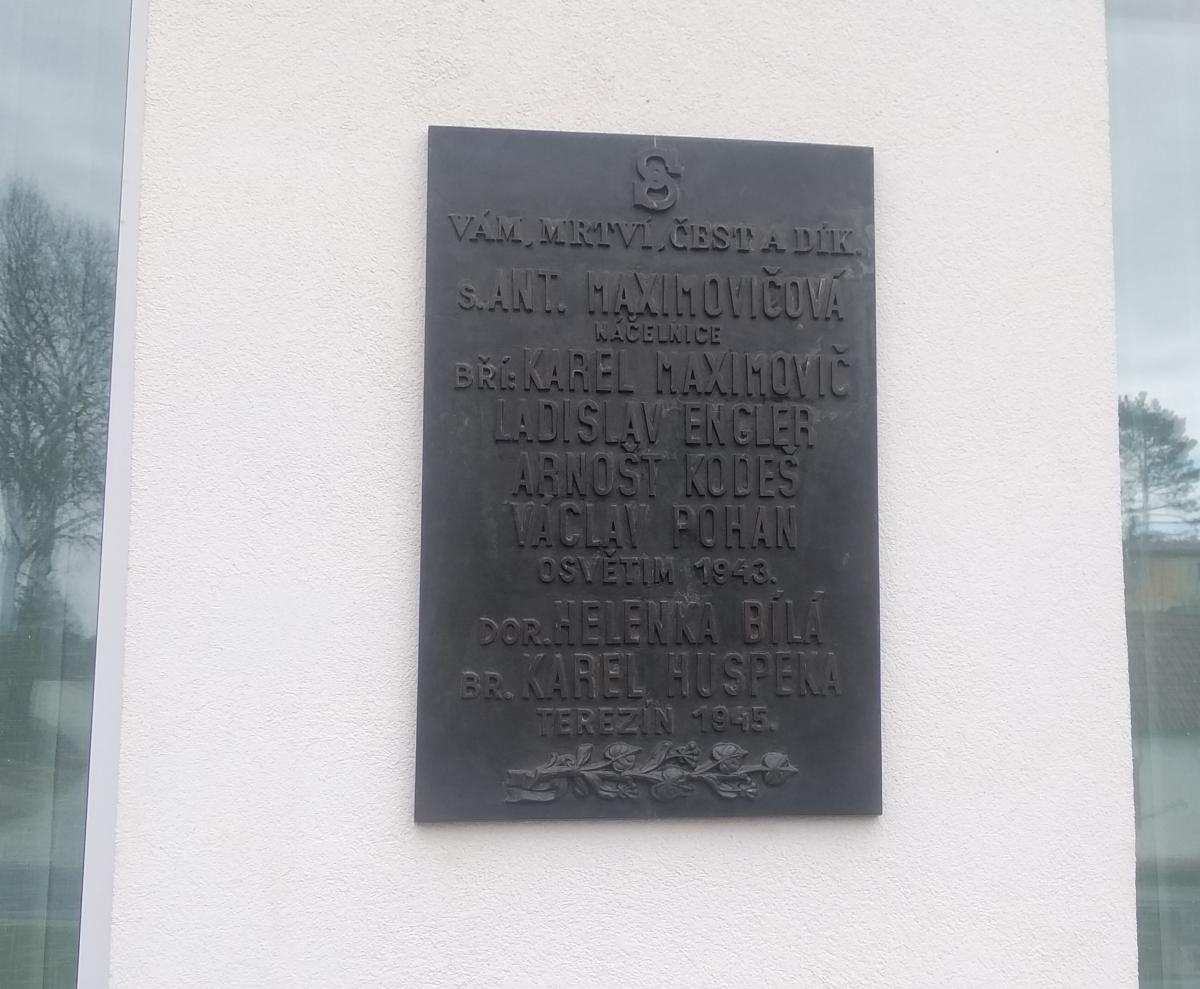 S
VÁM, MRTVÍ, ČEST A DÍK.
S. ANT. MAXIMOVIČOVÁ
NÁČELNICE
BŘÍ: KAREL MAXIMOVIČ
LADISLAV ENGLER
ARNOŠT KODEŠ
VÁCLAV POHAN
OSVĚTIM 1943.
DOR. HELENKA BÍLÁ
BR. KAREL HUSPEKA
TEREZÍN 1945.